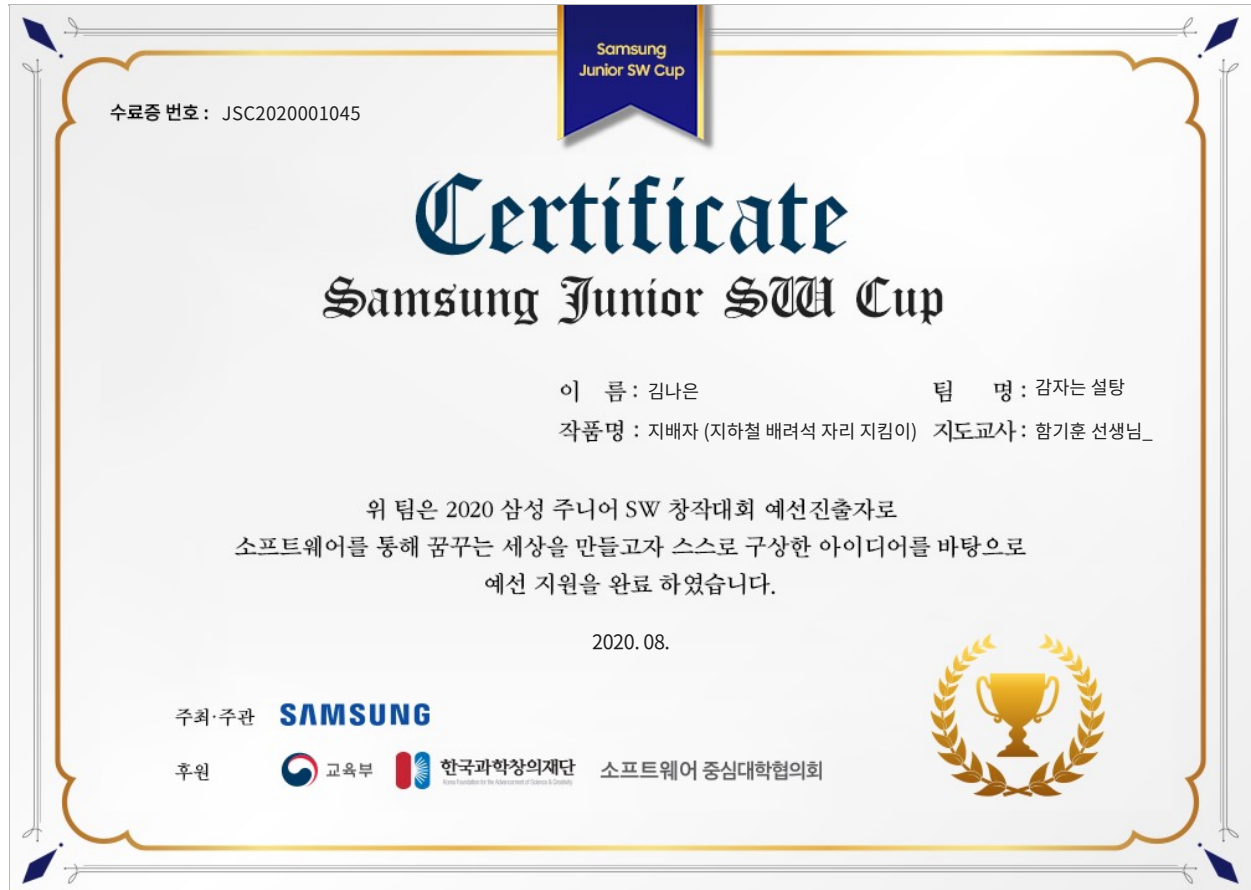 Samsung
Junior SW Cup
수료증 번호 : JSC2020001045
Certificate
Samsung Junior SW Cup
이 름 : 김나은 팀 명 : 감자는 설탕
작품명 : 지배자 (지하철 배려석 자리 지킴이) 지도교사 : 함기훈 선생님_
위 팀은 2020 삼성 주니어 SW 창작대회 예선진출자로
소프트웨어를 통해 꿈꾸는 세상을 만들고자 스스로 구상한 아이디어를 바탕으로
예선 지원을 완료 하였습니다.
2020. 08.
주최·주관 SAMSUNG
후원 교육부 한국과학창의재단 소프트웨어 중심대학협의회
Korea Foundation for the Advancement of Science & Creativity